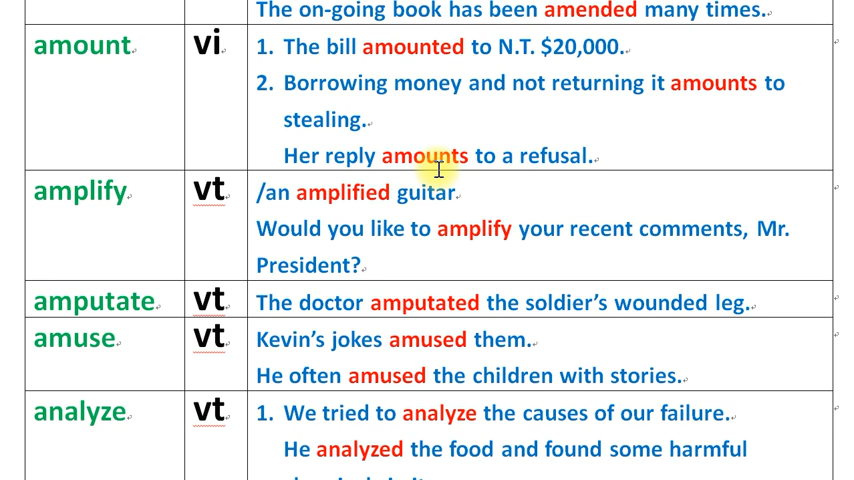 The on-going book has been amended many times.
amount vi 1. The bill amounted to N.T. $20,000.
2. Borrowing money and not returning it amounts to
stealing.
Her reply amounts to a refusal.
amplify vt /an amplified guitar
Would you like to amplify your recent comments, Mr.
President?
amputate vt The doctor amputated the soldier’s wounded leg.
amuse vt Kevin’s jokes amused them.
He often amused the children with stories.
analyze vt 1. We tried to analyze the causes of our failure.
He analyzed the food and found some harmful